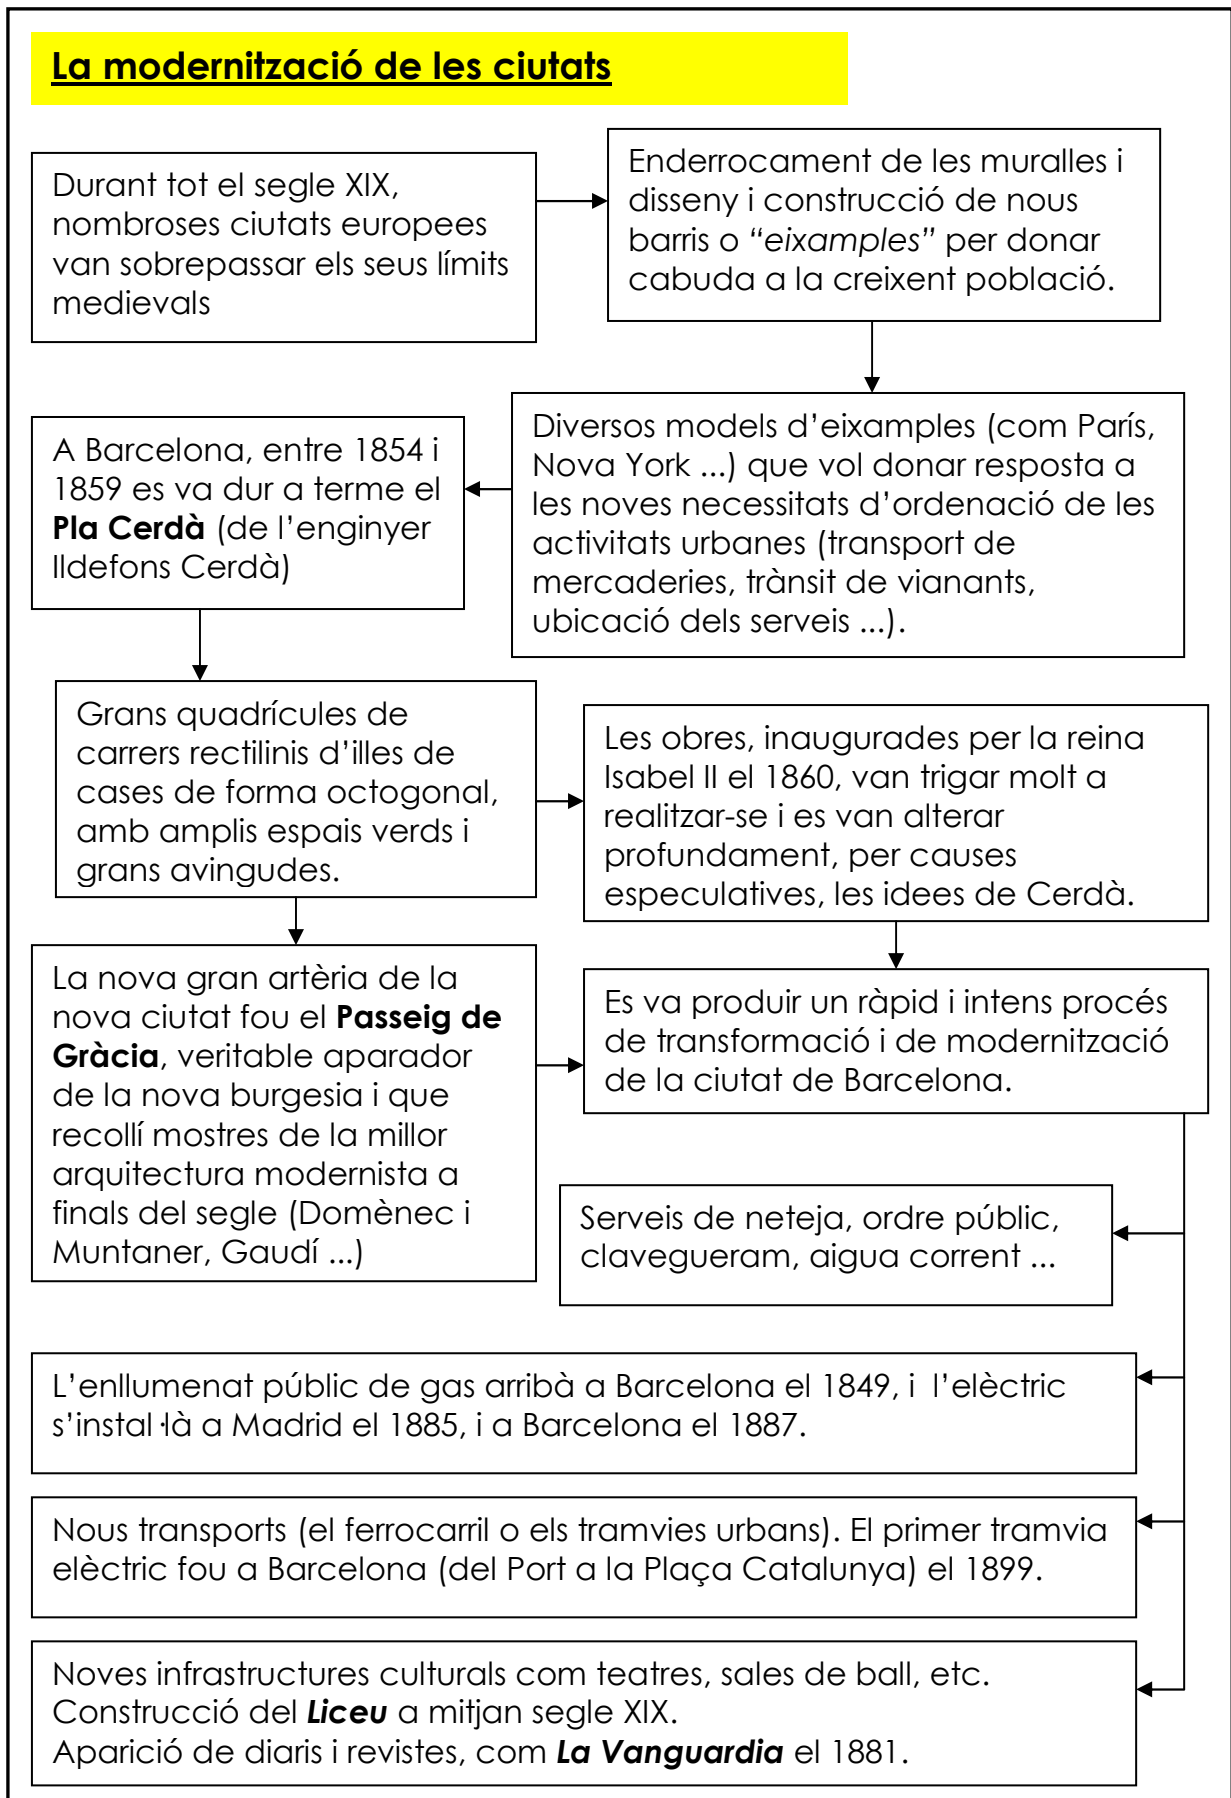 La modernització de les ciutats
Durant tot el segle XIX,
nombroses ciutats europees
van sobrepassar els seus límits
medievals
Enderrocament de les muralles i
disseny i construcció de nous
barris o “eixamples” per donar
cabuda a la creixent població.
Diversos models d’eixamples (com París,
Nova York ...) que vol donar resposta a
les noves necessitats d’ordenació de les
activitats urbanes (transport de
mercaderies, trànsit de vianants,
ubicació dels serveis ...).
A Barcelona, entre 1854 i
1859 es va dur a terme el
Pla Cerdà (de l’enginyer
Ildefons Cerdà)
Grans quadrícules de
carrers rectilinis d’illes de
cases de forma octogonal,
amb amplis espais verds i
grans avingudes.
Les obres, inaugurades per la reina
Isabel II el 1860, van trigar molt a
realitzar-se i es van alterar
profundament, per causes
especulatives, les idees de Cerdà.
La nova gran artèria de la
nova ciutat fou el Passeig de
Gràcia, veritable aparador
de la nova burgesia i que
recollí mostres de la millor
arquitectura modernista a
finals del segle (Domènec i
Muntaner, Gaudí ...)
Es va produir un ràpid i intens procés
de transformació i de modernització
de la ciutat de Barcelona.
Serveis de neteja, ordre públic,
clavegueram, aigua corrent ...
L’enllumenat públic de gas arribà a Barcelona el 1849, i l’elèctric
s’instal·là a Madrid el 1885, i a Barcelona el 1887.
Nous transports (el ferrocarril o els tramvies urbans). El primer tramvia
elèctric fou a Barcelona (del Port a la Plaça Catalunya) el 1899.
Noves infrastructures culturals com teatres, sales de ball, etc.
Construcció del Liceu a mitjan segle XIX.
Aparició de diaris i revistes, com La Vanguardia el 1881.